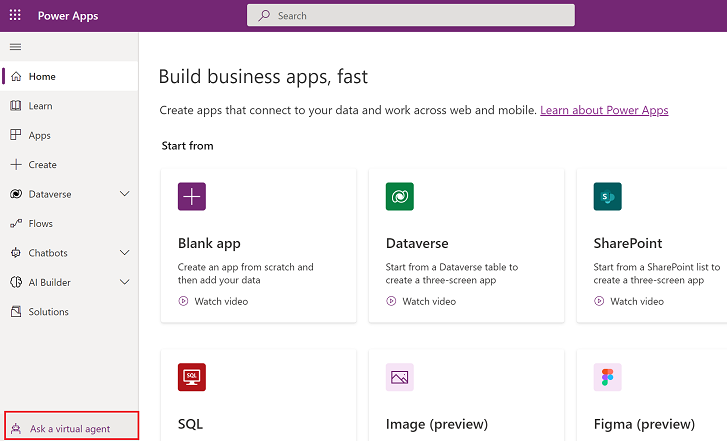 Power Apps
Search
Home
Learn
Apps
Create
Dataverse
Flows
Chatbots
AI Builder
Solutions
Ask a virtual agent
Build business apps, fast
Create apps that connect to your data and work across web and mobile. Learn about Power Apps
Start from
Blank app
Create an app from scratch and
then add your data
Watch video
Dataverse
Start from a Dataverse table to
create a three-screen app
Watch video
SharePoint
Start from a SharePoint list to
create a three-screen app
Watch video
SQL
SQL
Image (preview)
Figma (preview)